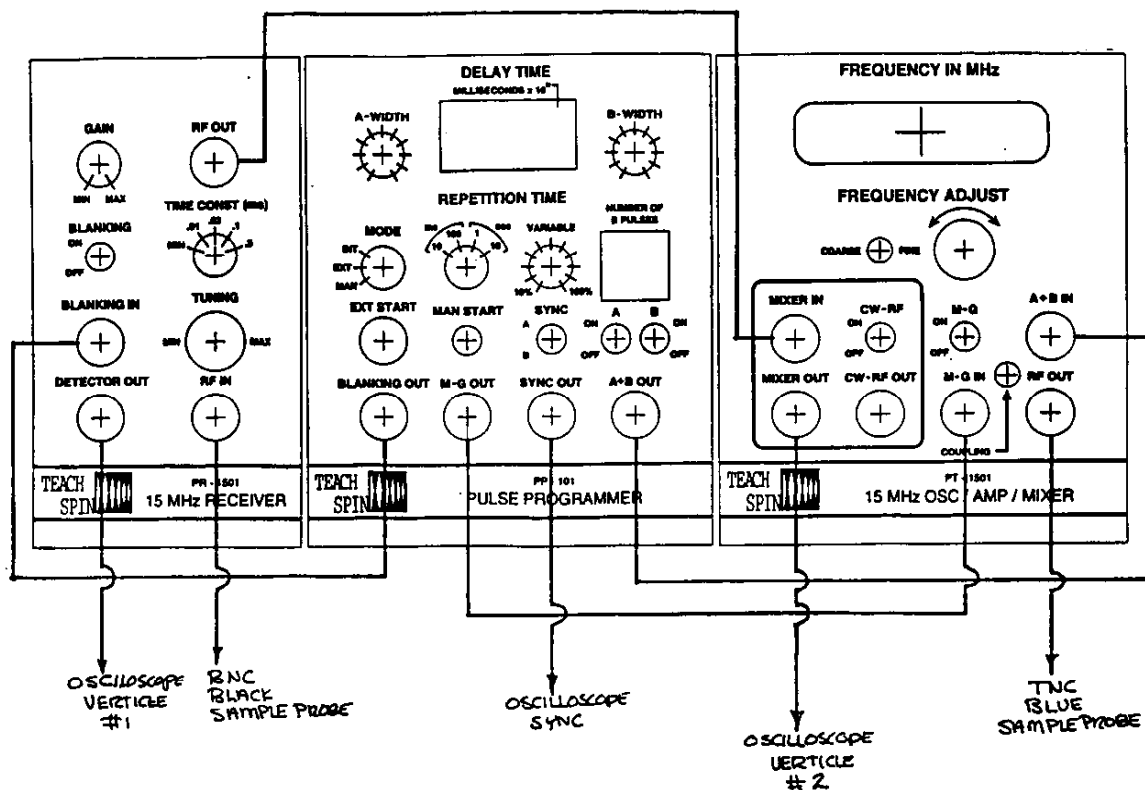 GAIN
RF OUT
MIN MAX
TIME CONST (ms)
.01 .03 .1
MIN .3
BLANKING
ON
OFF
BLANKING IN
TUNING
MIN MAX
DETECTOR OUT
RF IN
TEACH
SPIN
PR - 1501
15 MHz RECEIVER
DELAY TIME
MILLISECONDS x 10
A-WIDTH
B-WIDTH
REPETITION TIME
MODE
INT
EXT
MAN
10 100 1 10
VARIABLE
10% 100%
NUMBER OF
B PULSES
EXT START
MAN START
SYNC
A
B
A B
ON ON
OFF OFF
BLANKING OUT
M-G OUT
SYNC OUT
A+B OUT
TEACH
SPIN
PP - 101
PULSE PROGRAMMER
FREQUENCY IN MHz
FREQUENCY ADJUST
COARSE FINE
MIXER IN
CW-RF
ON
OFF
M-G
ON
OFF
A+B IN
MIXER OUT
CW-RF OUT
M-G IN
RF OUT
COUPLING
TEACH
SPIN
PT - 1501
15 MHz OSC / AMP / MIXER
OSCILLOSCOPE
VERTICLE
#1
BNC
BLACK
SAMPLE PROBE
OSCILLOSCOPE
SYNC
OSCILLOSCOPE
VERTICLE
#2
TNC
BLUE
SAMPLE PROBE